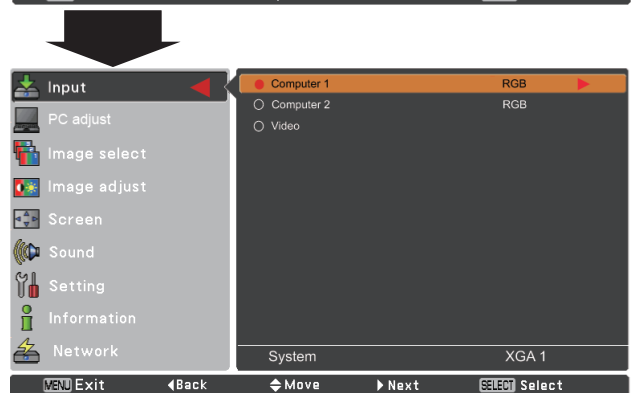 Input
PC adjust
Image select
Image adjust
Screen
Sound
Setting
Information
Network
Computer 1 RGB
Computer 2 RGB
Video
System XGA 1
MENU Exit Back Move Next SELECT Select